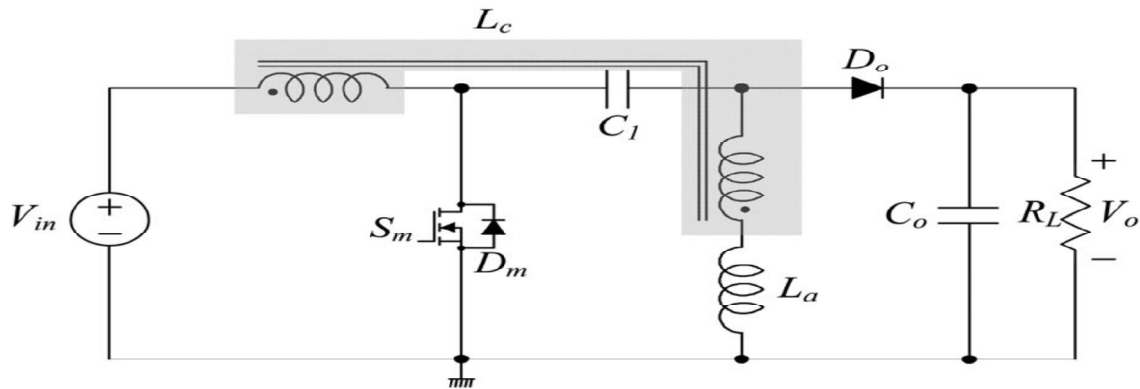 L_c
D_o
C_1
V_in
+
−
S_m
D_m
L_a
C_o
R_L
+
V_o
−